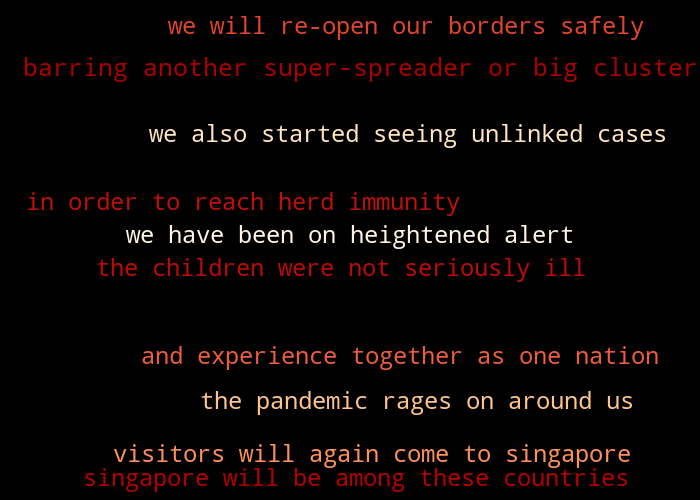 we will re-open our borders safely
barring another super-spreader or big cluster
we also started seeing unlinked cases
in order to reach herd immunity
we have been on heightened alert
the children were not seriously ill
and experience together as one nation
the pandemic rages on around us
visitors will again come to singapore
singapore will be among these countries